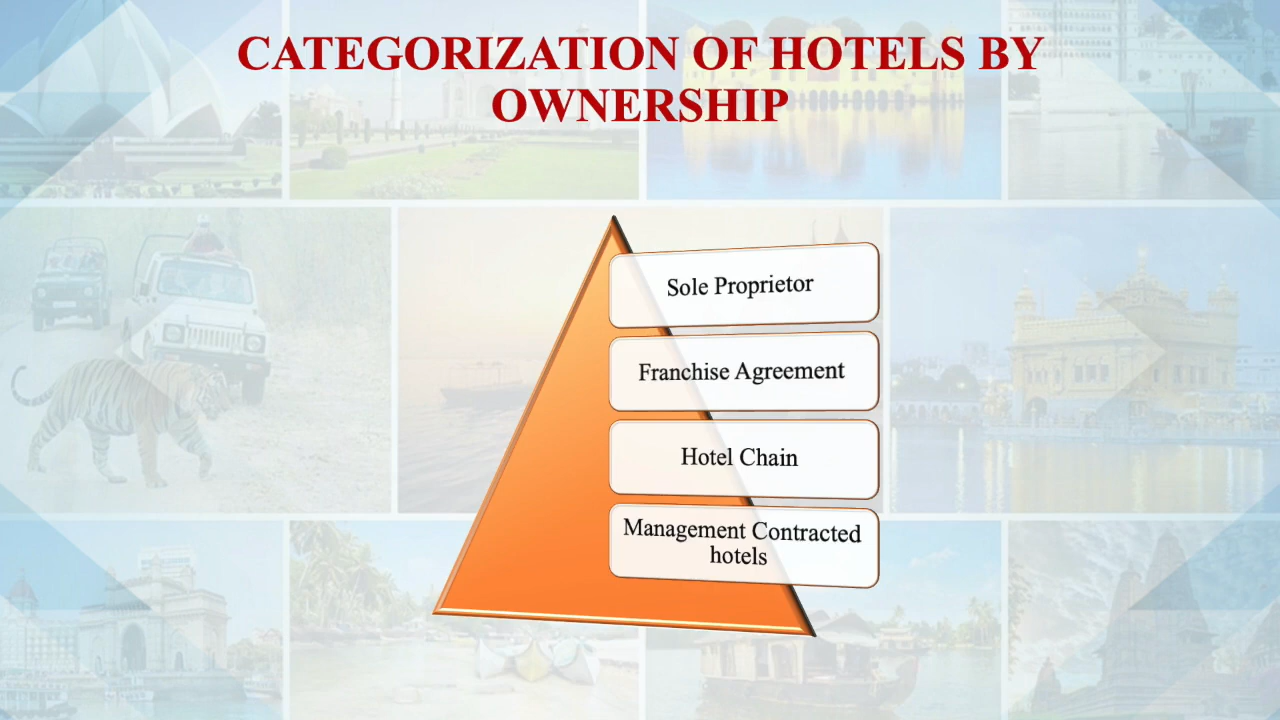 CATEGORIZATION OF HOTELS BY
OWNERSHIP
Sole Proprietor
Franchise Agreement
Hotel Chain
Management Contracted
hotels